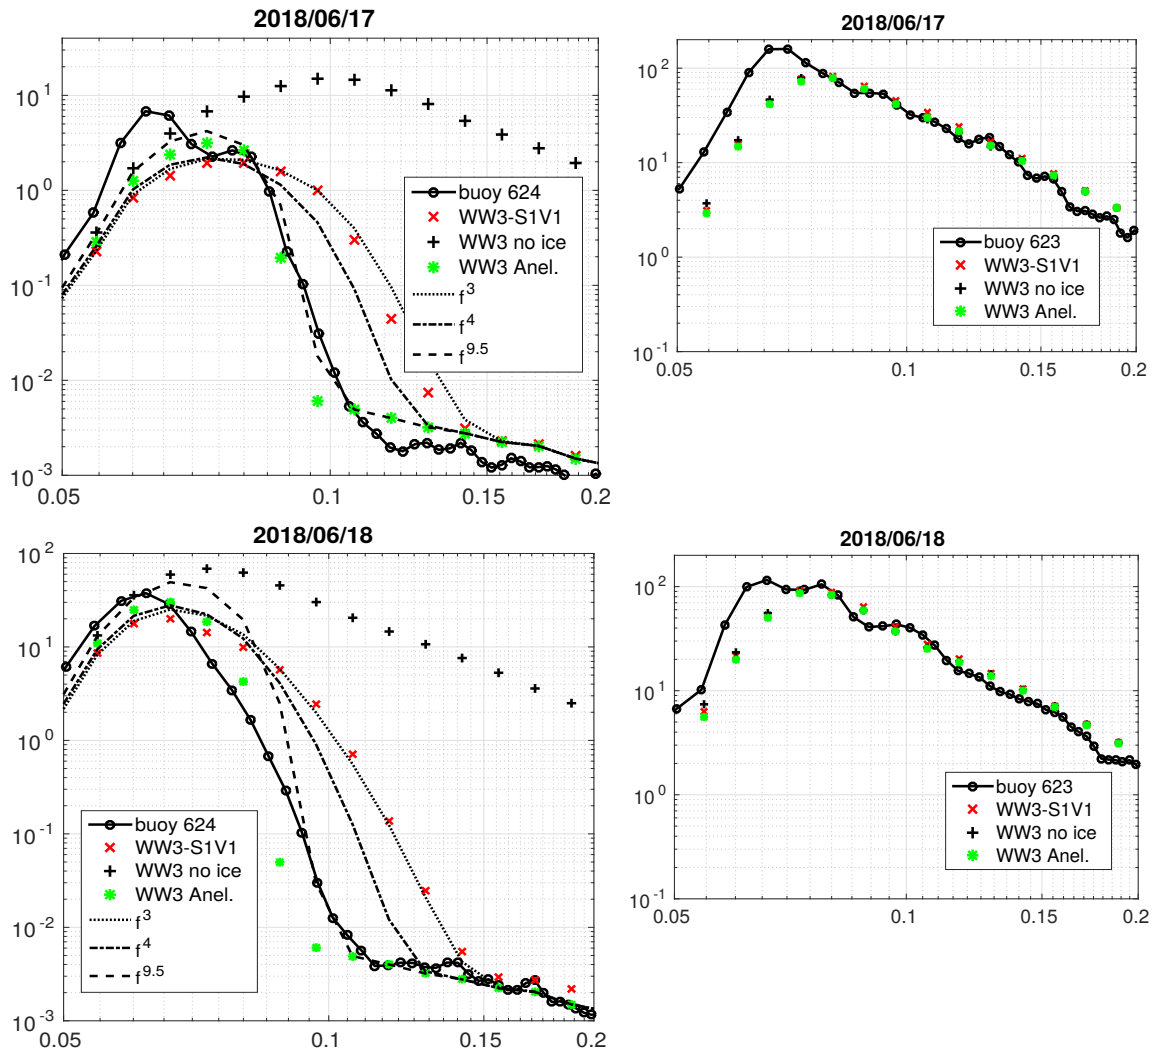 2018/06/17
10^1
10^0
10^-1
10^-2
10^-3
0.05
0.1
0.15
0.2
buoy 624
WW3-S1V1
WW3 no ice
WW3 Anel.
f^3
f^4
f^9.5
2018/06/17
10^2
10^1
10^0
10^-1
0.05
0.1
0.15
0.2
buoy 623
WW3-S1V1
WW3 no ice
WW3 Anel.
2018/06/18
10^2
10^1
10^0
10^-1
10^-2
10^-3
0.05
0.1
0.15
0.2
buoy 624
WW3-S1V1
WW3 no ice
WW3 Anel.
f^3
f^4
f^9.5
2018/06/18
10^2
10^1
10^0
10^-1
0.05
0.1
0.15
0.2
buoy 623
WW3-S1V1
WW3 no ice
WW3 Anel.